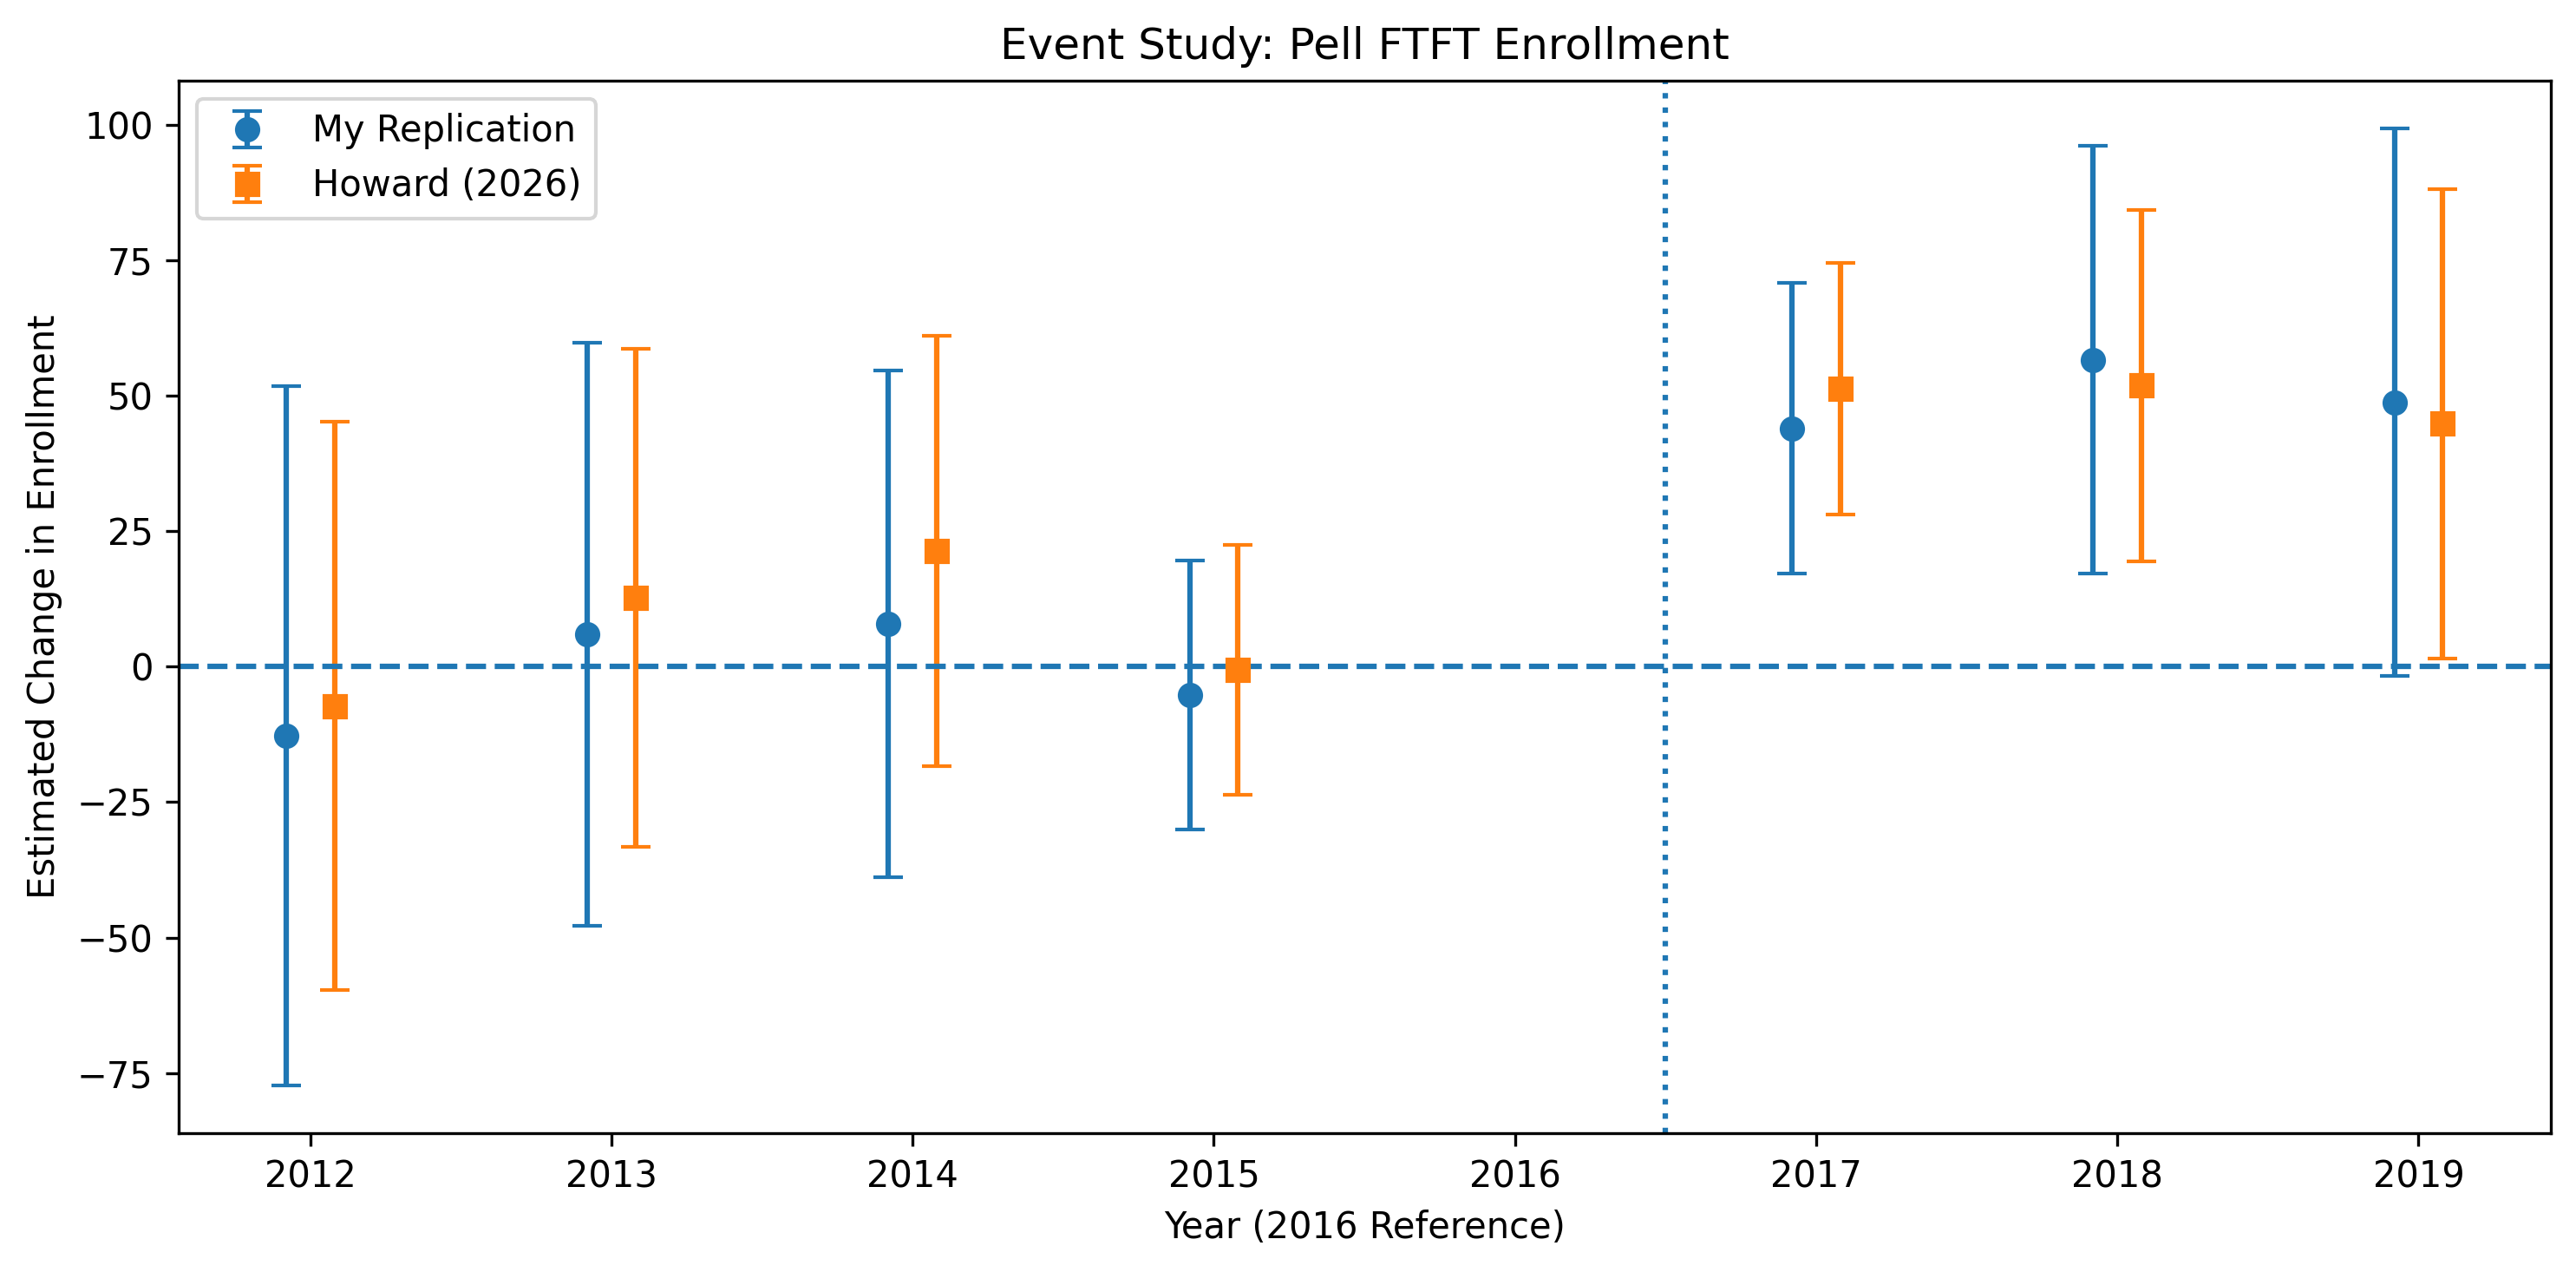 Event Study: Pell FTFT Enrollment
My Replication
Howard (2026)
Estimated Change in Enrollment
100
75
50
25
0
−25
−50
−75
2012 2013 2014 2015 2016 2017 2018 2019
Year (2016 Reference)